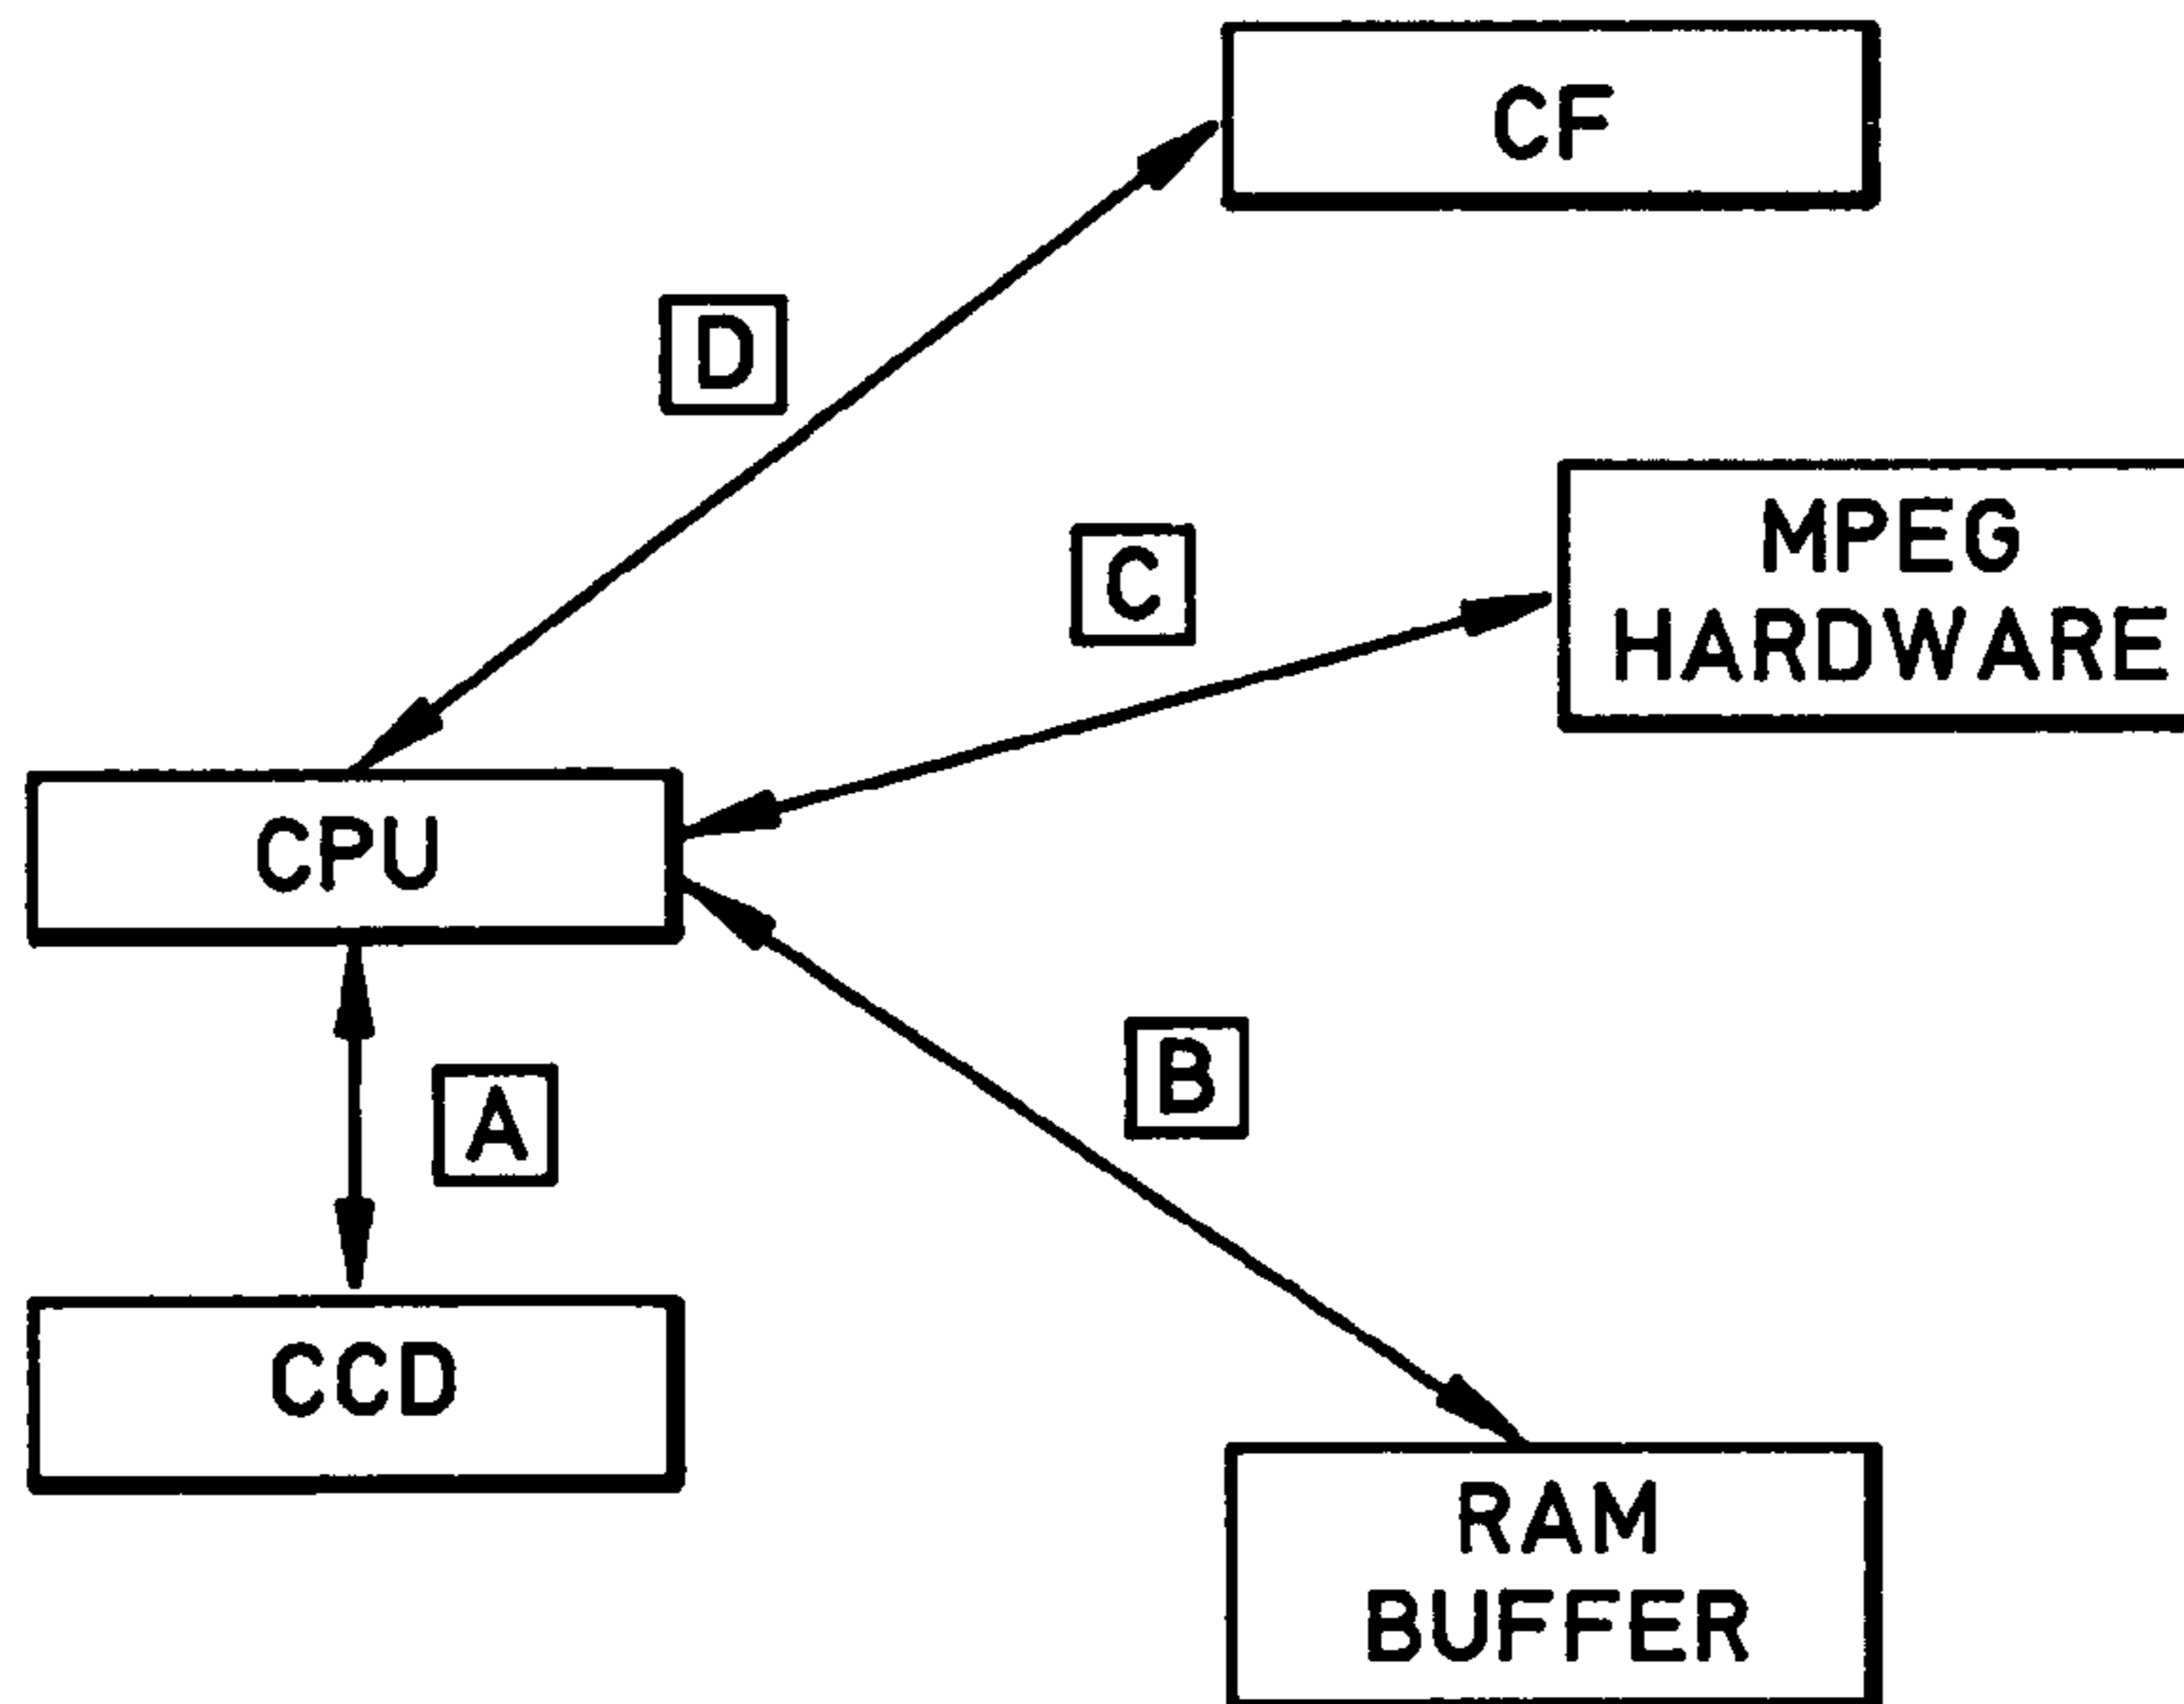 CF
D
MPEG
HARDWARE
C
CPU
B
A
CCD
RAM
BUFFER